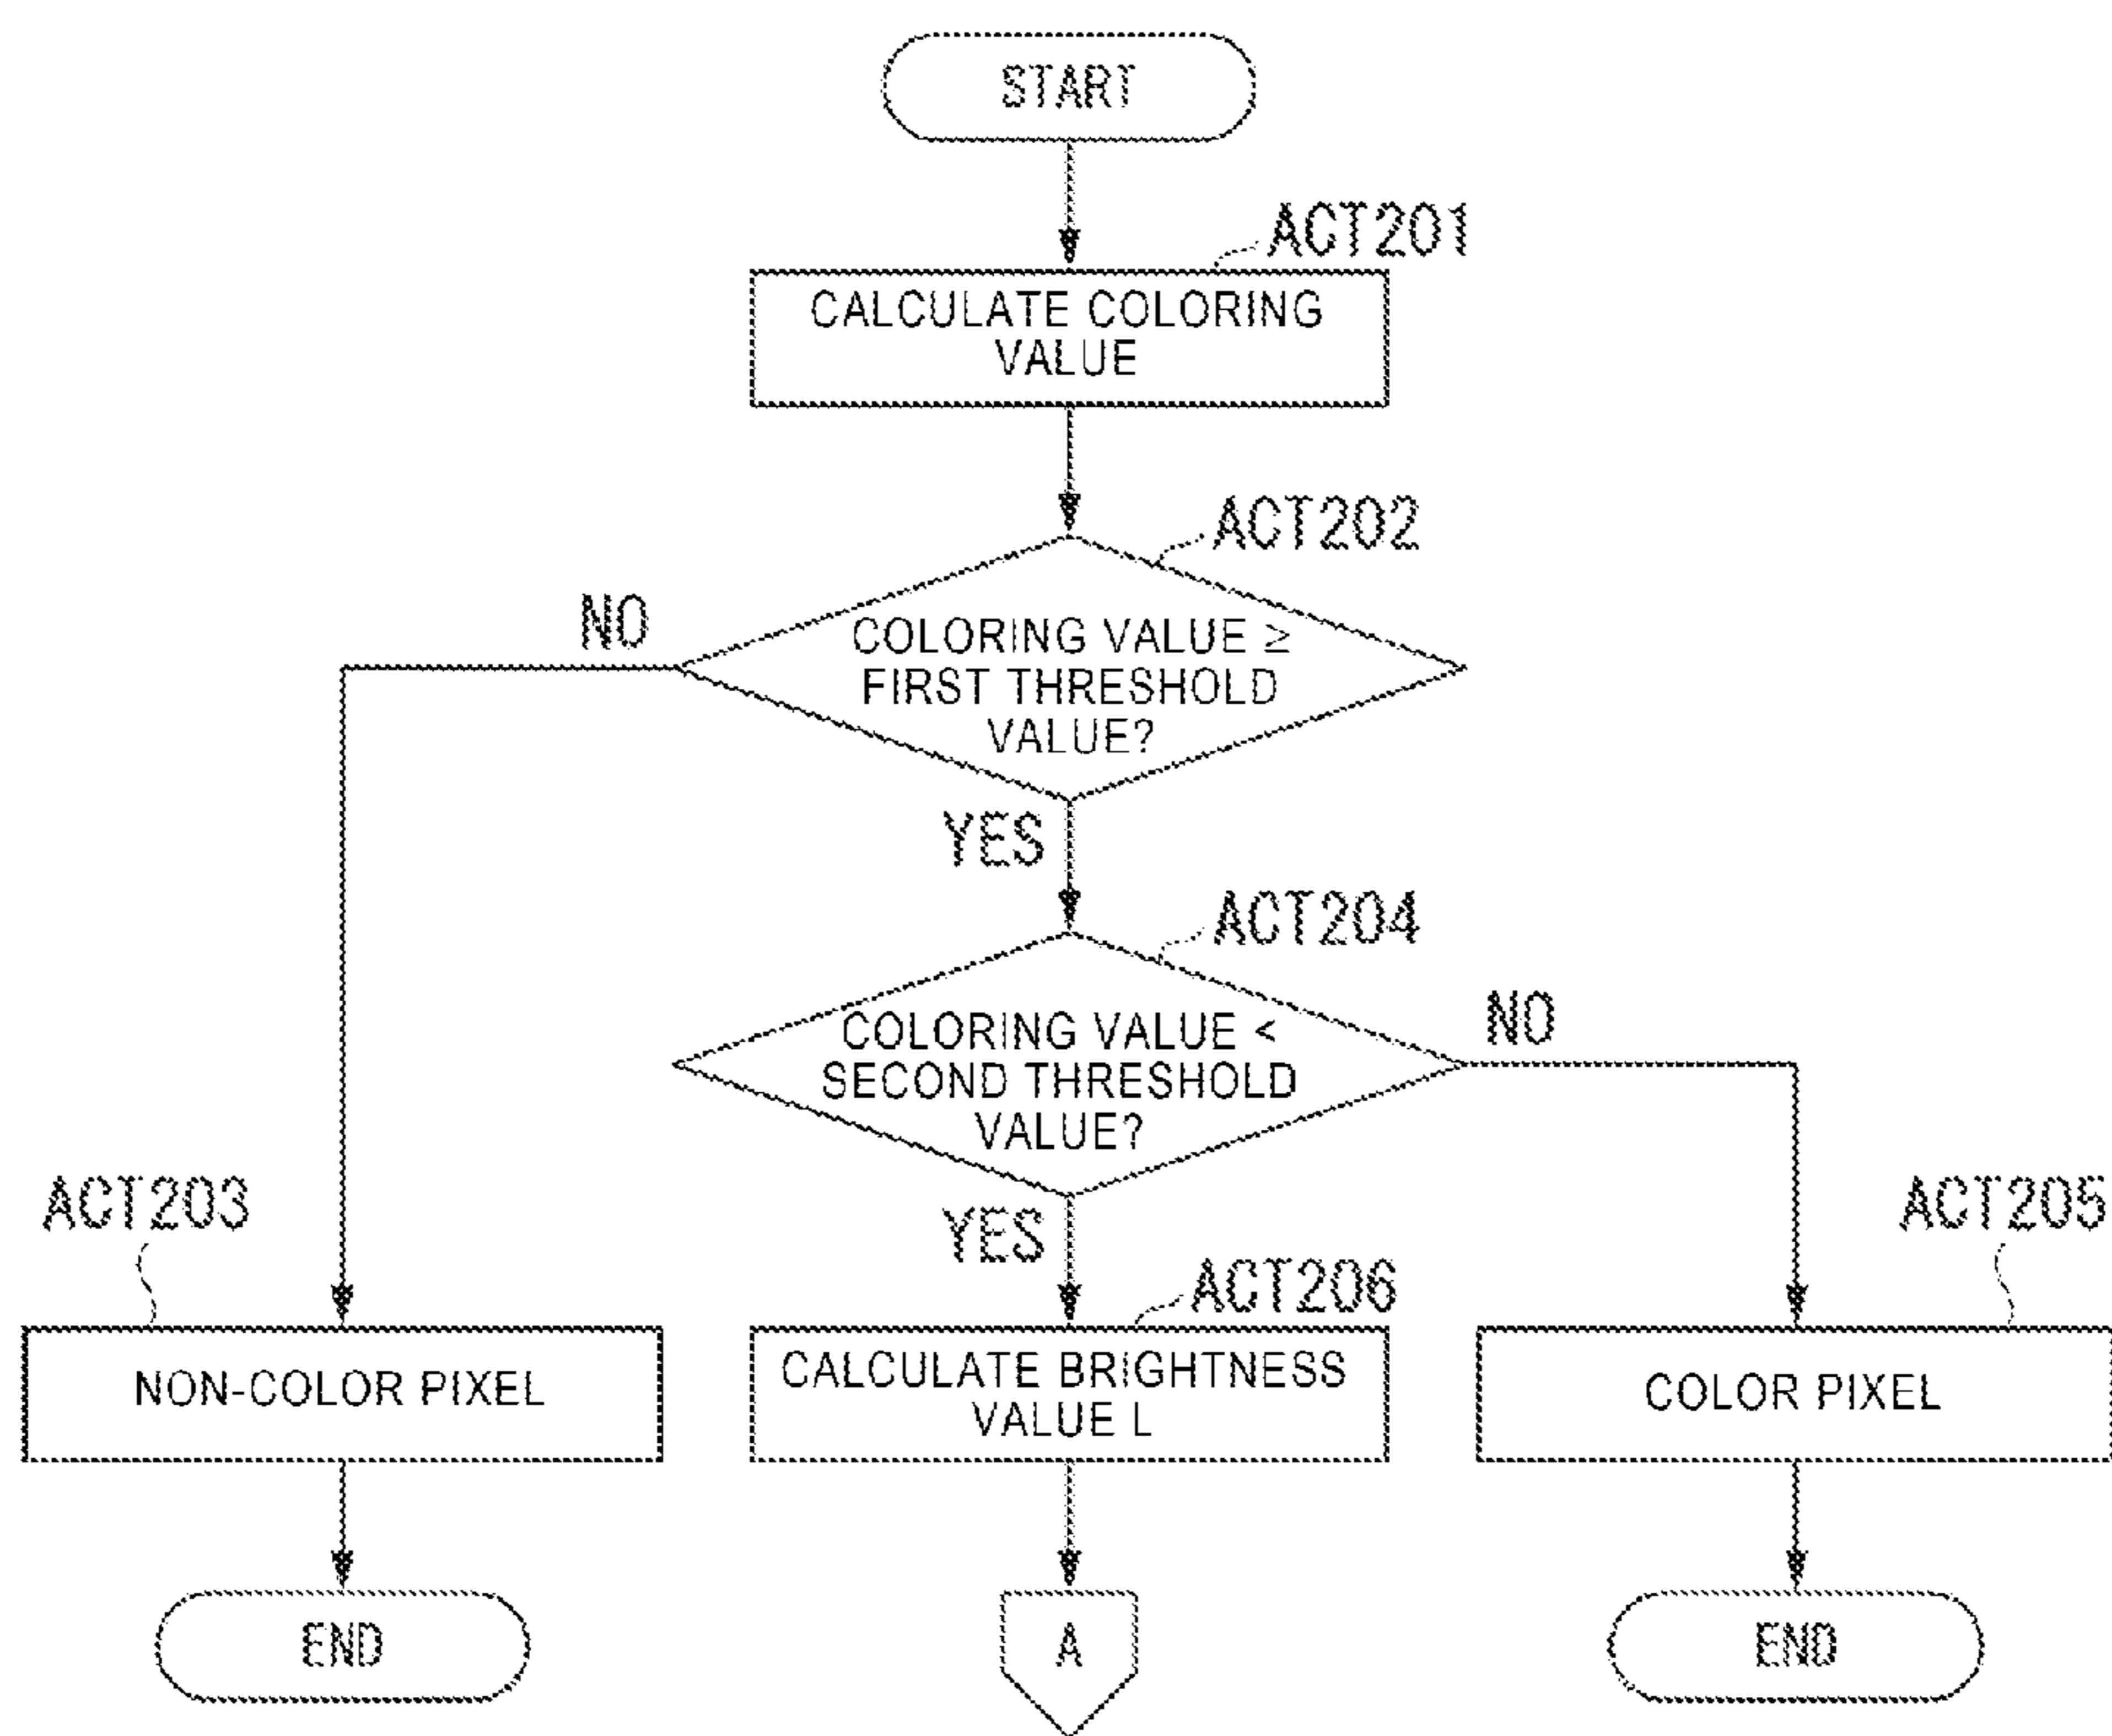 START
ACT201
CALCULATE COLORING
VALUE
ACT202
NO
COLORING VALUE ≥
FIRST THRESHOLD
VALUE?
YES
ACT204
COLORING VALUE <
SECOND THRESHOLD
VALUE?
NO
YES
ACT203
ACT205
ACT206
NON-COLOR PIXEL
CALCULATE BRIGHTNESS
VALUE L
COLOR PIXEL
END
A
END